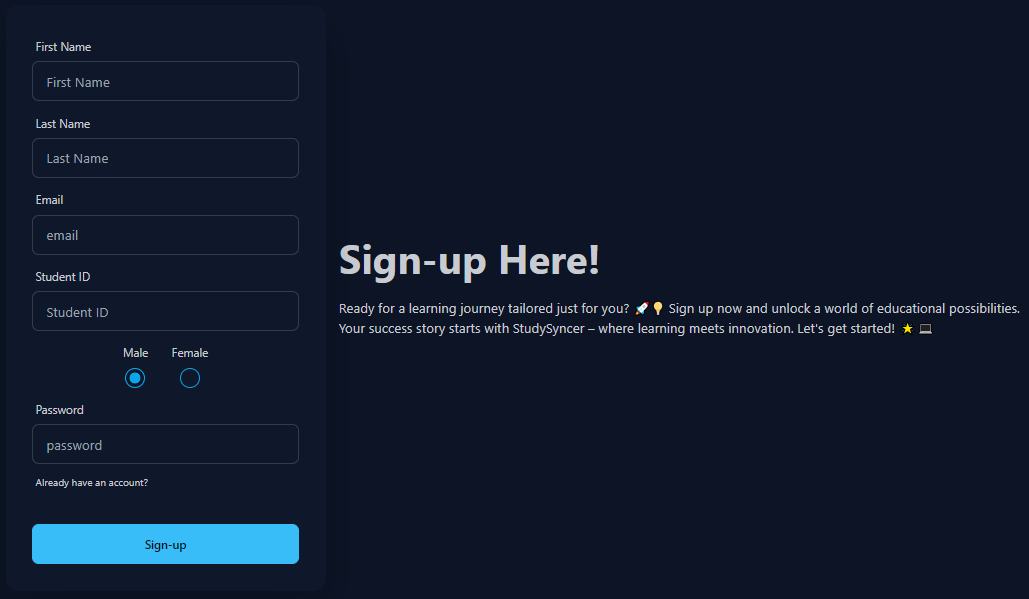 First Name
First Name
Last Name
Last Name
Email
email
Student ID
Student ID
Male Female
Password
password
Already have an account?
Sign-up
Sign-up Here!
Ready for a learning journey tailored just for you? 🚀💡 Sign up now and unlock a world of educational possibilities.
Your success story starts with StudySyncer – where learning meets innovation. Let's get started! ⭐💻